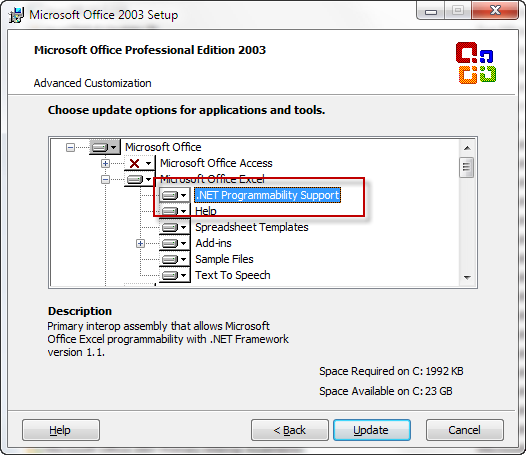 Microsoft Office 2003 Setup
Microsoft Office Professional Edition 2003
Advanced Customization
Choose update options for applications and tools.
Microsoft Office
Microsoft Office Access
Microsoft Office Excel
.NET Programmability Support
Help
Spreadsheet Templates
Add-ins
Sample Files
Text To Speech
Description
Primary interop assembly that allows Microsoft
Office Excel programmability with .NET Framework
version 1.1.
Space Required on C: 1992 KB
Space Available on C: 23 GB
Help
< Back
Update
Cancel